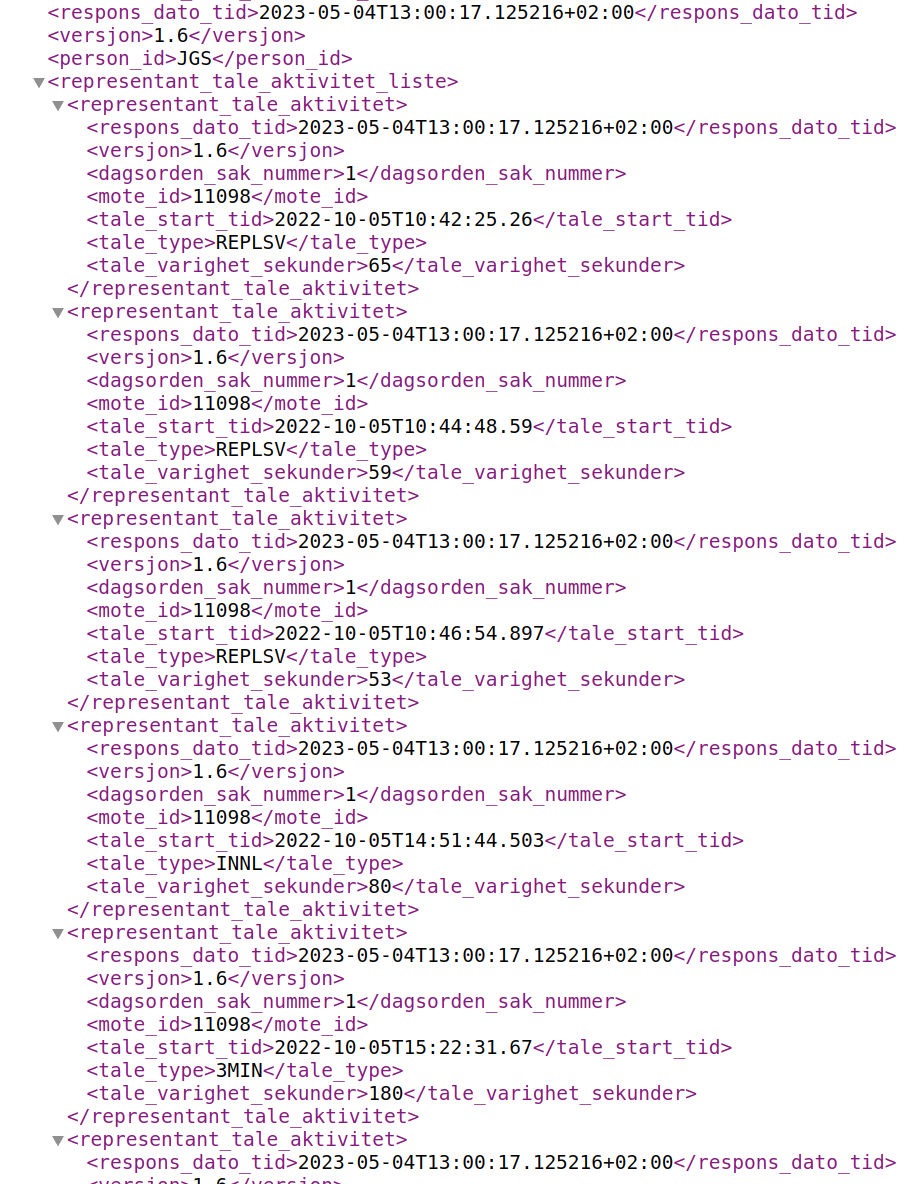 <respons_dato_tid>2023-05-04T13:00:17.125216+02:00</respons_dato_tid>
<versjon>1.6</versjon>
<person_id>JGS</person_id>
<representant_tale_aktivitet_liste>
<representant_tale_aktivitet>
<respons_dato_tid>2023-05-04T13:00:17.125216+02:00</respons_dato_tid>
<versjon>1.6</versjon>
<dagsorden_sak_nummer>1</dagsorden_sak_nummer>
<mote_id>11098</mote_id>
<tale_start_tid>2022-10-05T10:42:25.26</tale_start_tid>
<tale_type>REPLSV</tale_type>
<tale_varighet_sekunder>65</tale_varighet_sekunder>
</representant_tale_aktivitet>
<representant_tale_aktivitet>
<respons_dato_tid>2023-05-04T13:00:17.125216+02:00</respons_dato_tid>
<versjon>1.6</versjon>
<dagsorden_sak_nummer>1</dagsorden_sak_nummer>
<mote_id>11098</mote_id>
<tale_start_tid>2022-10-05T10:44:48.59</tale_start_tid>
<tale_type>REPLSV</tale_type>
<tale_varighet_sekunder>59</tale_varighet_sekunder>
</representant_tale_aktivitet>
<representant_tale_aktivitet>
<respons_dato_tid>2023-05-04T13:00:17.125216+02:00</respons_dato_tid>
<versjon>1.6</versjon>
<dagsorden_sak_nummer>1</dagsorden_sak_nummer>
<mote_id>11098</mote_id>
<tale_start_tid>2022-10-05T10:46:54.897</tale_start_tid>
<tale_type>REPLSV</tale_type>
<tale_varighet_sekunder>53</tale_varighet_sekunder>
</representant_tale_aktivitet>
<representant_tale_aktivitet>
<respons_dato_tid>2023-05-04T13:00:17.125216+02:00</respons_dato_tid>
<versjon>1.6</versjon>
<dagsorden_sak_nummer>1</dagsorden_sak_nummer>
<mote_id>11098</mote_id>
<tale_start_tid>2022-10-05T14:51:44.503</tale_start_tid>
<tale_type>INNL</tale_type>
<tale_varighet_sekunder>80</tale_varighet_sekunder>
</representant_tale_aktivitet>
<representant_tale_aktivitet>
<respons_dato_tid>2023-05-04T13:00:17.125216+02:00</respons_dato_tid>
<versjon>1.6</versjon>
<dagsorden_sak_nummer>1</dagsorden_sak_nummer>
<mote_id>11098</mote_id>
<tale_start_tid>2022-10-05T15:22:31.67</tale_start_tid>
<tale_type>3MIN</tale_type>
<tale_varighet_sekunder>180</tale_varighet_sekunder>
</representant_tale_aktivitet>
<representant_tale_aktivitet>
<respons_dato_tid>2023-05-04T13:00:17.125216+02:00</respons_dato_tid>
<versjon>1.6</versjon>